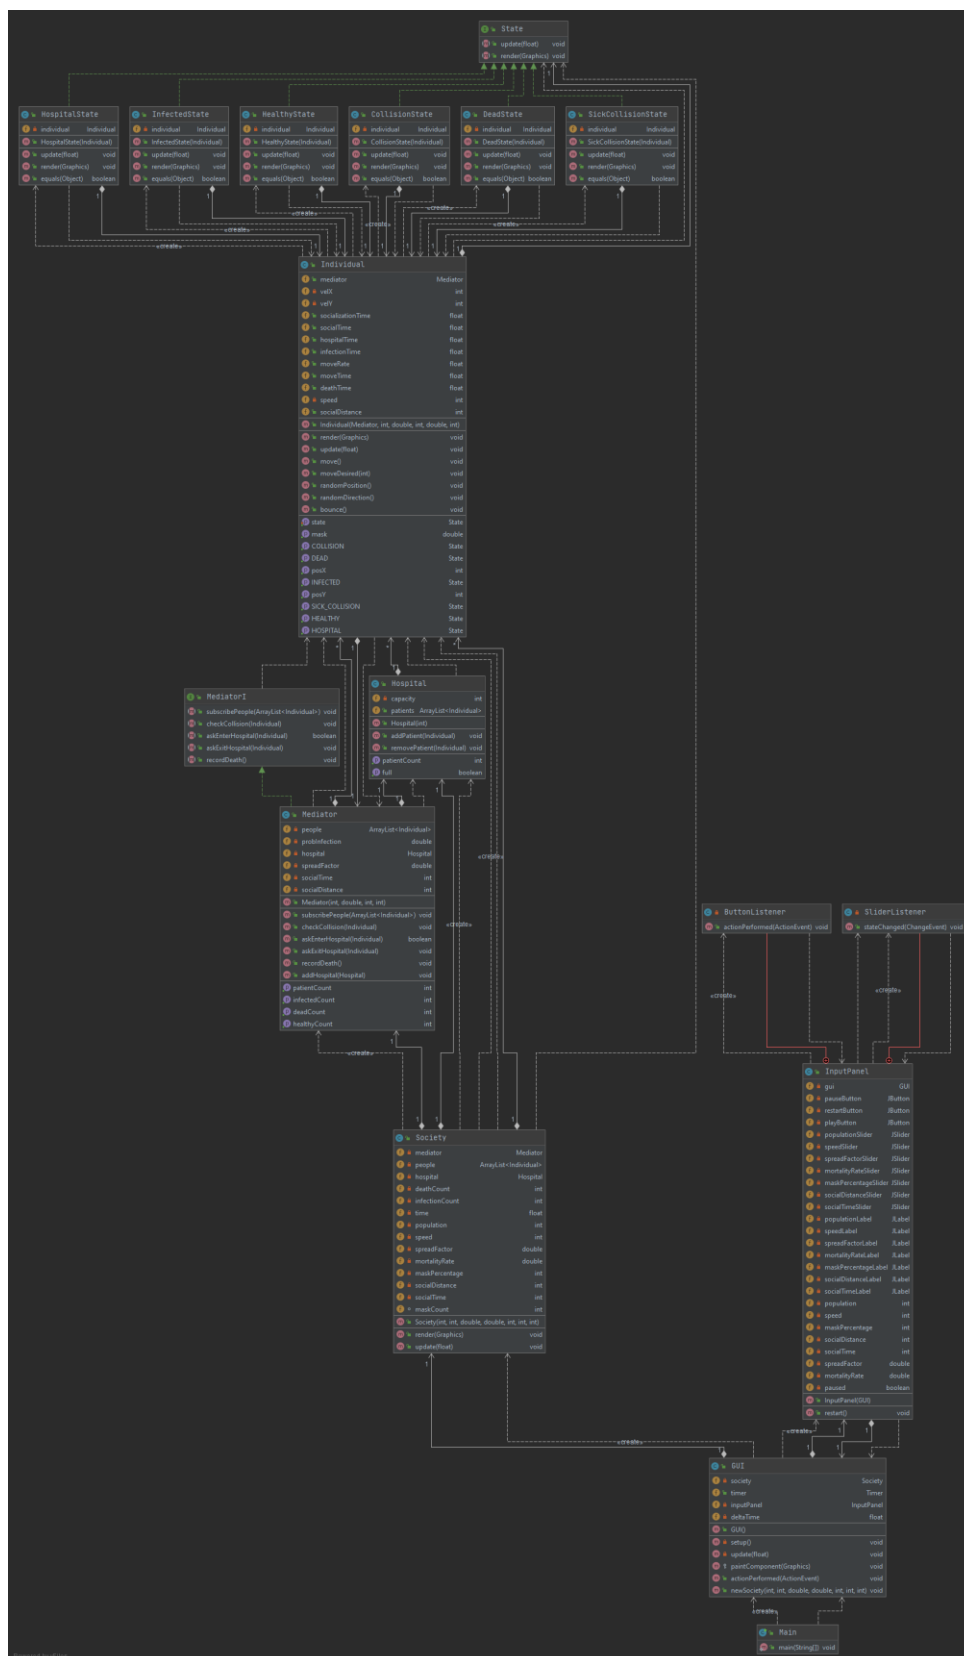 State
update(float) void
render(Graphics) void
HospitalState
individual Individual
HospitalState(Individual)
update(float) void
render(Graphics) void
equals(Object) boolean
InfectedState
individual Individual
InfectedState(Individual)
update(float) void
render(Graphics) void
equals(Object) boolean
HealthyState
individual Individual
HealthyState(Individual)
update(float) void
render(Graphics) void
equals(Object) boolean
CollisionState
individual Individual
CollisionState(Individual)
update(float) void
render(Graphics) void
equals(Object) boolean
DeadState
individual Individual
DeadState(Individual)
update(float) void
render(Graphics) void
equals(Object) boolean
SickCollisionState
individual Individual
SickCollisionState(Individual)
update(float) void
render(Graphics) void
equals(Object) boolean
«create»
«create»
«create»
«create»
«create»
«create»
Individual
mediator Mediator
velX int
velY int
socializationTime float
socialTime float
hospitalTime float
infectionTime float
moveRate float
moveTime float
deathTime float
speed int
socialDistance int
Individual(Mediator, int, double, int, double, int)
render(Graphics) void
update(float) void
move() void
moveDesired(int) void
randomPosition() void
randomDirection() void
bounce() void
state State
mask double
COLLISION State
DEAD State
posX int
INFECTED State
posY int
SICK_COLLISION State
HEALTHY State
HOSPITAL State
MediatorI
subscribePeople(ArrayList<Individual>) void
checkCollision(Individual) void
askEnterHospital(Individual) boolean
askExitHospital(Individual) void
recordDeath() void
Hospital
capacity int
patients ArrayList<Individual>
Hospital(int)
addPatient(Individual) void
removePatient(Individual) void
patientCount int
full boolean
Mediator
people ArrayList<Individual>
probInfection double
hospital Hospital
spreadFactor double
socialTime int
socialDistance int
Mediator(int, double, int, int)
subscribePeople(ArrayList<Individual>) void
checkCollision(Individual) void
askEnterHospital(Individual) boolean
askExitHospital(Individual) void
recordDeath() void
addHospital(Hospital) void
patientCount int
infectedCount int
deadCount int
healthyCount int
«create»
«create»
ButtonListener
actionPerformed(ActionEvent) void
SliderListener
stateChanged(ChangeEvent) void
«create»
«create»
InputPanel
gui GUI
pauseButton JButton
restartButton JButton
playButton JButton
populationSlider JSlider
speedSlider JSlider
spreadFactorSlider JSlider
mortalityRateSlider JSlider
maskPercentageSlider JSlider
socialDistanceSlider JSlider
socialTimeSlider JSlider
populationLabel JLabel
speedLabel JLabel
spreadFactorLabel JLabel
mortalityRateLabel JLabel
maskPercentageLabel JLabel
socialDistanceLabel JLabel
socialTimeLabel JLabel
population int
speed int
maskPercentage int
socialDistance int
socialTime int
spreadFactor double
mortalityRate double
paused boolean
InputPanel(GUI)
restart() void
Society
mediator Mediator
people ArrayList<Individual>
hospital Hospital
deathCount int
infectionCount int
time float
population int
speed int
spreadFactor double
mortalityRate double
maskPercentage int
socialDistance int
socialTime int
maskCount int
Society(int, int, double, double, int, int, int)
render(Graphics) void
update(float) void
«create»
«create»
GUI
society Society
timer Timer
inputPanel InputPanel
deltaTime float
GUI()
setup() void
update(float) void
paintComponent(Graphics) void
actionPerformed(ActionEvent) void
newSociety(int, int, double, double, int, int, int) void
«create»
Main
main(String[]) void